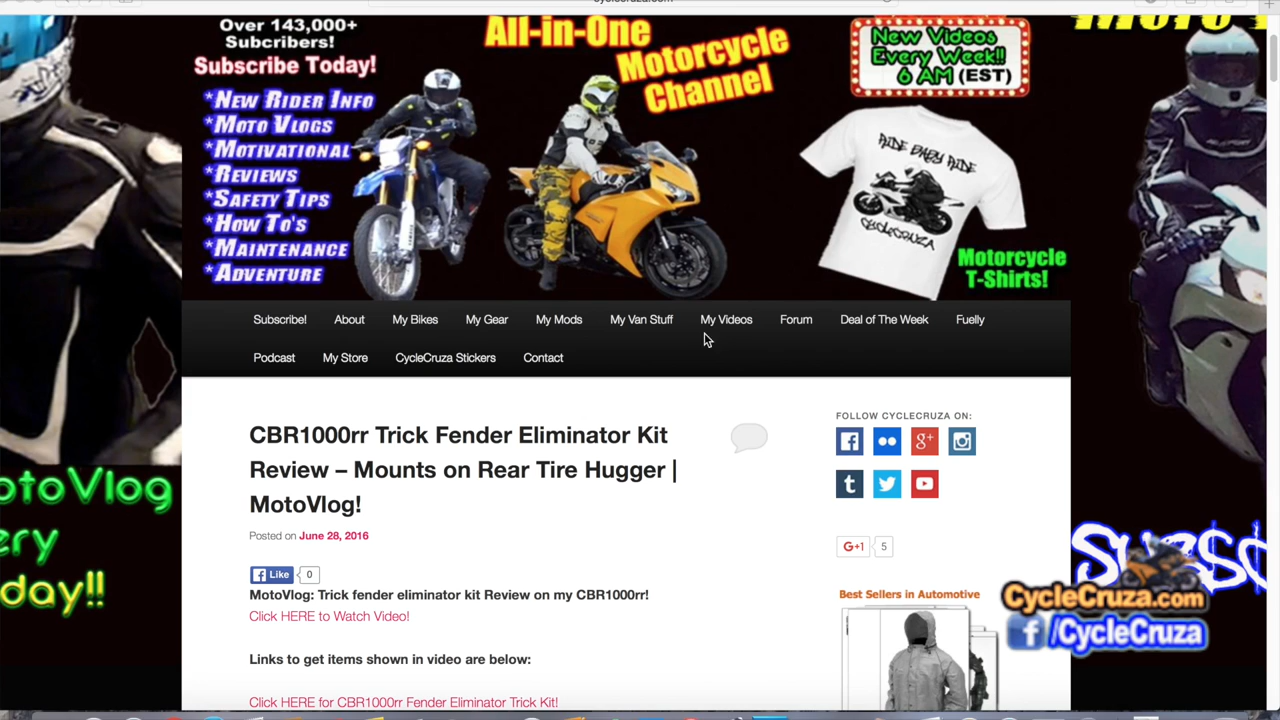 Over 143,000+
Subcribers!
Subscribe Today!
*New Rider Info
*Moto Vlogs
*Motivational
*Reviews
*Safety Tips
*How To's
*Maintenance
*Adventure
All-in-One
Motorcycle
Channel
New Videos
Every Week!!
6 AM (EST)
RIDE BABY RIDE
CYCLECRUZA
Motorcycle
T-Shirts!
Subscribe! About My Bikes My Gear My Mods My Van Stuff My Videos Forum Deal of The Week Fuelly
Podcast My Store CycleCruza Stickers Contact
CBR1000rr Trick Fender Eliminator Kit
Review – Mounts on Rear Tire Hugger |
MotoVlog!
Posted on June 28, 2016
Like 0
MotoVlog: Trick fender eliminator kit Review on my CBR1000rr!
Click HERE to Watch Video!
Links to get items shown in video are below:
Click HERE for CBR1000rr Fender Eliminator Trick Kit!
FOLLOW CYCLECRUZA ON:
G+1 5
Best Sellers in Automotive
CycleCruza.com
f /CycleCruza